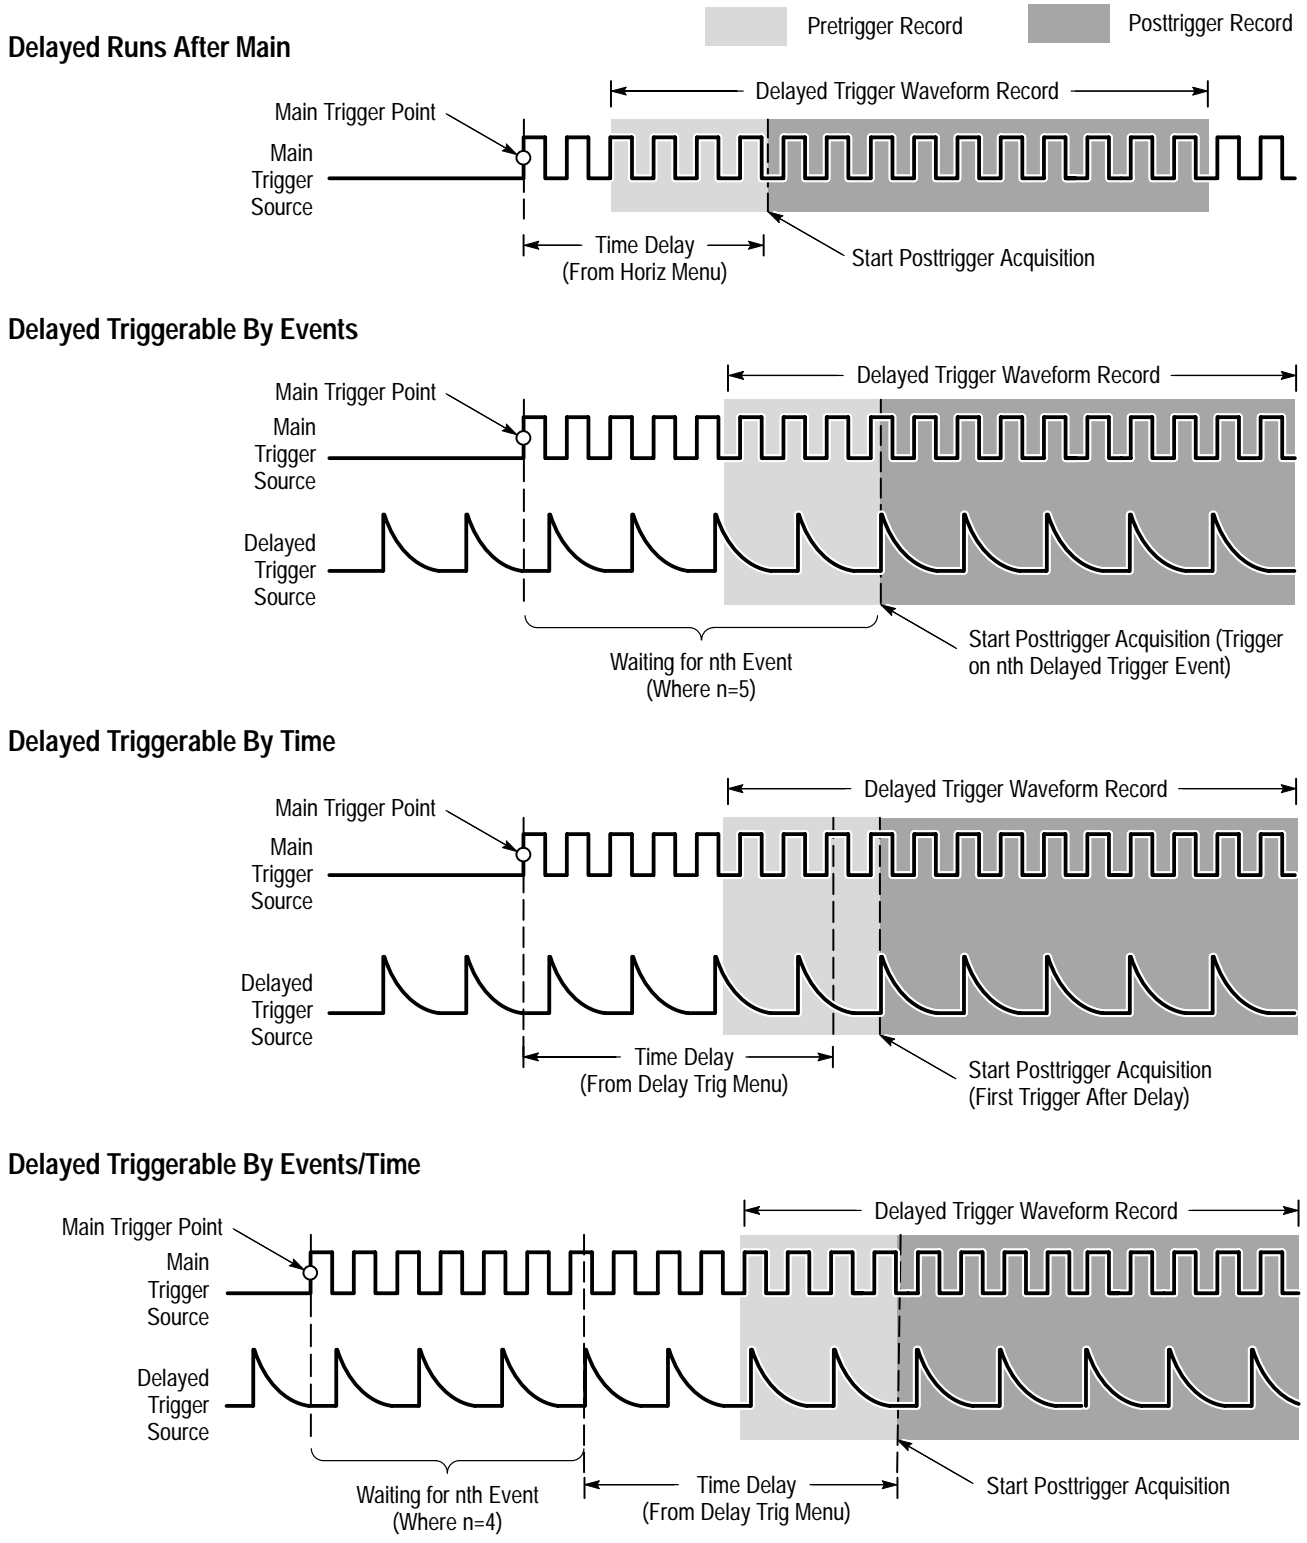 Pretrigger Record
Posttrigger Record
Delayed Runs After Main
Delayed Trigger Waveform Record
Main Trigger Point
Main
Trigger
Source
Time Delay
(From Horiz Menu)
Start Posttrigger Acquisition
Delayed Triggerable By Events
Delayed Trigger Waveform Record
Main Trigger Point
Main
Trigger
Source
Delayed
Trigger
Source
Waiting for nth Event
(Where n=5)
Start Posttrigger Acquisition (Trigger
on nth Delayed Trigger Event)
Delayed Triggerable By Time
Delayed Trigger Waveform Record
Main Trigger Point
Main
Trigger
Source
Delayed
Trigger
Source
Time Delay
(From Delay Trig Menu)
Start Posttrigger Acquisition
(First Trigger After Delay)
Delayed Triggerable By Events/Time
Delayed Trigger Waveform Record
Main Trigger Point
Main
Trigger
Source
Delayed
Trigger
Source
Waiting for nth Event
(Where n=4)
Time Delay
(From Delay Trig Menu)
Start Posttrigger Acquisition